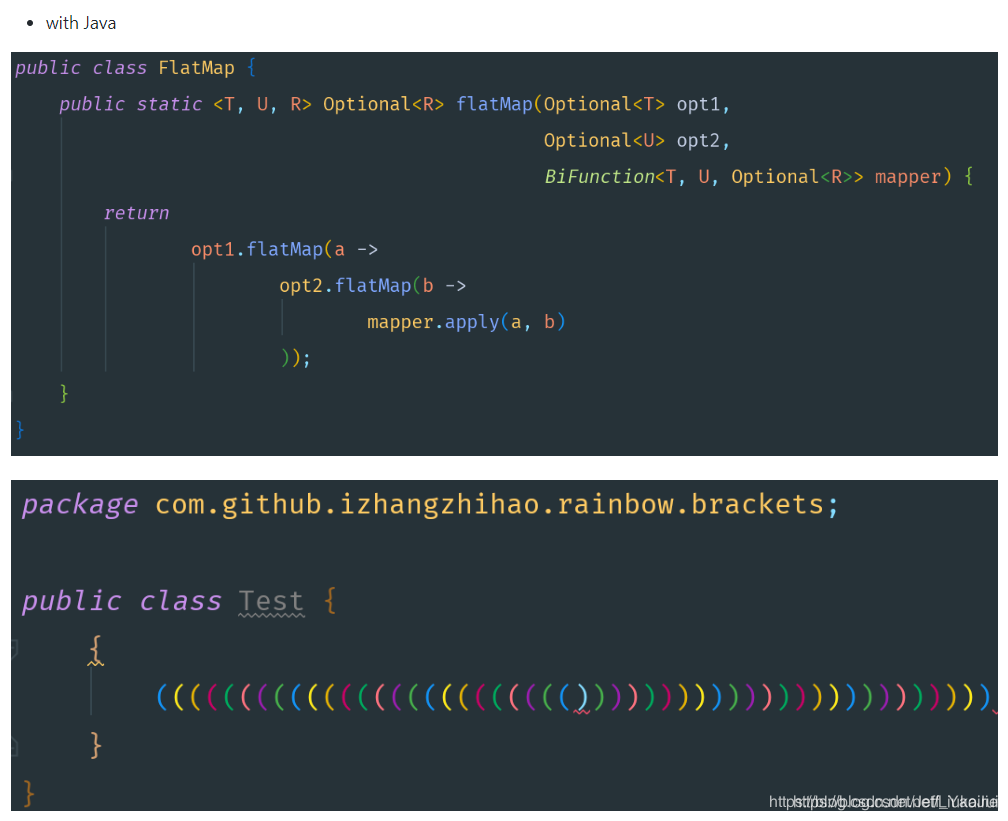 • with Java
public class FlatMap {
public static <T, U, R> Optional<R> flatMap(Optional<T> opt1,
Optional<U> opt2,
BiFunction<T, U, Optional<R>> mapper) {
return
opt1.flatMap(a ->
opt2.flatMap(b ->
mapper.apply(a, b)
));
}
}
package com.github.izhangzhihao.rainbow.brackets;
public class Test {
{
((((((((((((((((((((((((()))))))))))))))))))))))))
}
}